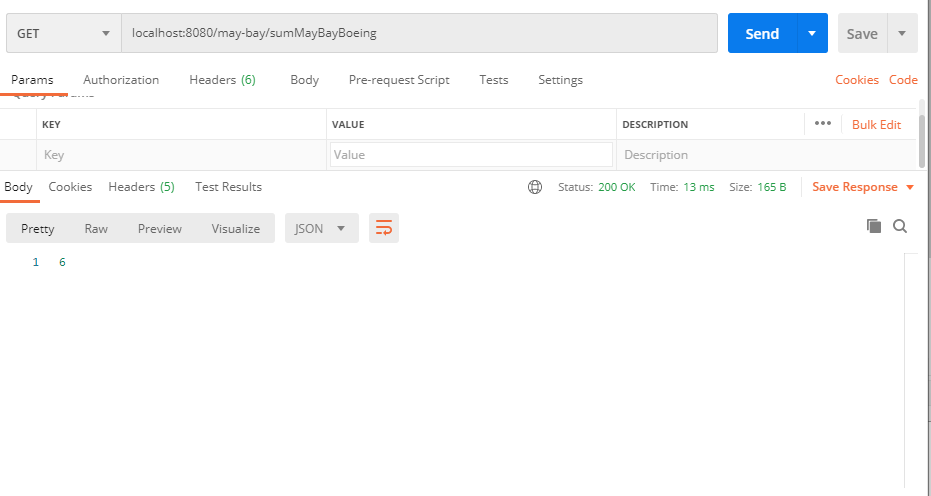 GET localhost:8080/may-bay/sumMayBayBoeing Send Save
Params Authorization Headers (6) Body Pre-request Script Tests Settings Cookies Code
Query Params
KEY VALUE DESCRIPTION ••• Bulk Edit
Key Value Description
Body Cookies Headers (5) Test Results Status: 200 OK Time: 13 ms Size: 165 B Save Response
Pretty Raw Preview Visualize JSON
1 6